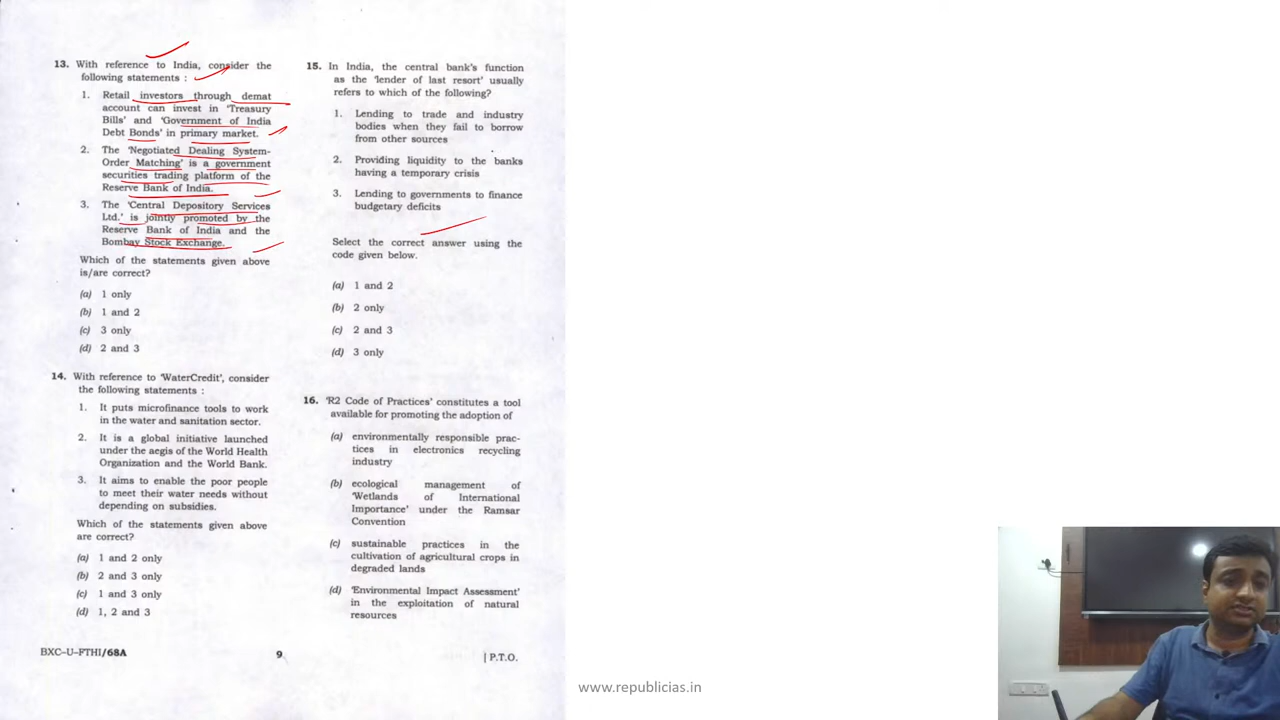 13. With reference to India, consider the
following statements :
1. Retail investors through demat
account can invest in 'Treasury
Bills' and 'Government of India
Debt Bonds' in primary market.
2. The 'Negotiated Dealing System-
Order Matching' is a government
securities trading platform of the
Reserve Bank of India.
3. The 'Central Depository Services
Ltd.' is jointly promoted by the
Reserve Bank of India and the
Bombay Stock Exchange.
Which of the statements given above
is/are correct?
(a) 1 only
(b) 1 and 2
(c) 3 only
(d) 2 and 3
14. With reference to 'WaterCredit', consider
the following statements :
1. It puts microfinance tools to work
in the water and sanitation sector.
2. It is a global initiative launched
under the aegis of the World Health
Organization and the World Bank.
3. It aims to enable the poor people
to meet their water needs without
depending on subsidies.
Which of the statements given above
are correct?
(a) 1 and 2 only
(b) 2 and 3 only
(c) 1 and 3 only
(d) 1, 2 and 3
15. In India, the central bank's function
as the 'lender of last resort' usually
refers to which of the following?
1. Lending to trade and industry
bodies when they fail to borrow
from other sources
2. Providing liquidity to the banks
having a temporary crisis
3. Lending to governments to finance
budgetary deficits
Select the correct answer using the
code given below.
(a) 1 and 2
(b) 2 only
(c) 2 and 3
(d) 3 only
16. 'R2 Code of Practices' constitutes a tool
available for promoting the adoption of
(a) environmentally responsible prac-
tices in electronics recycling
industry
(b) ecological management of
'Wetlands of International
Importance' under the Ramsar
Convention
(c) sustainable practices in the
cultivation of agricultural crops in
degraded lands
(d) 'Environmental Impact Assessment'
in the exploitation of natural
resources
BXC-U-FTHI/68A
9
[ P.T.O.
www.republicias.in